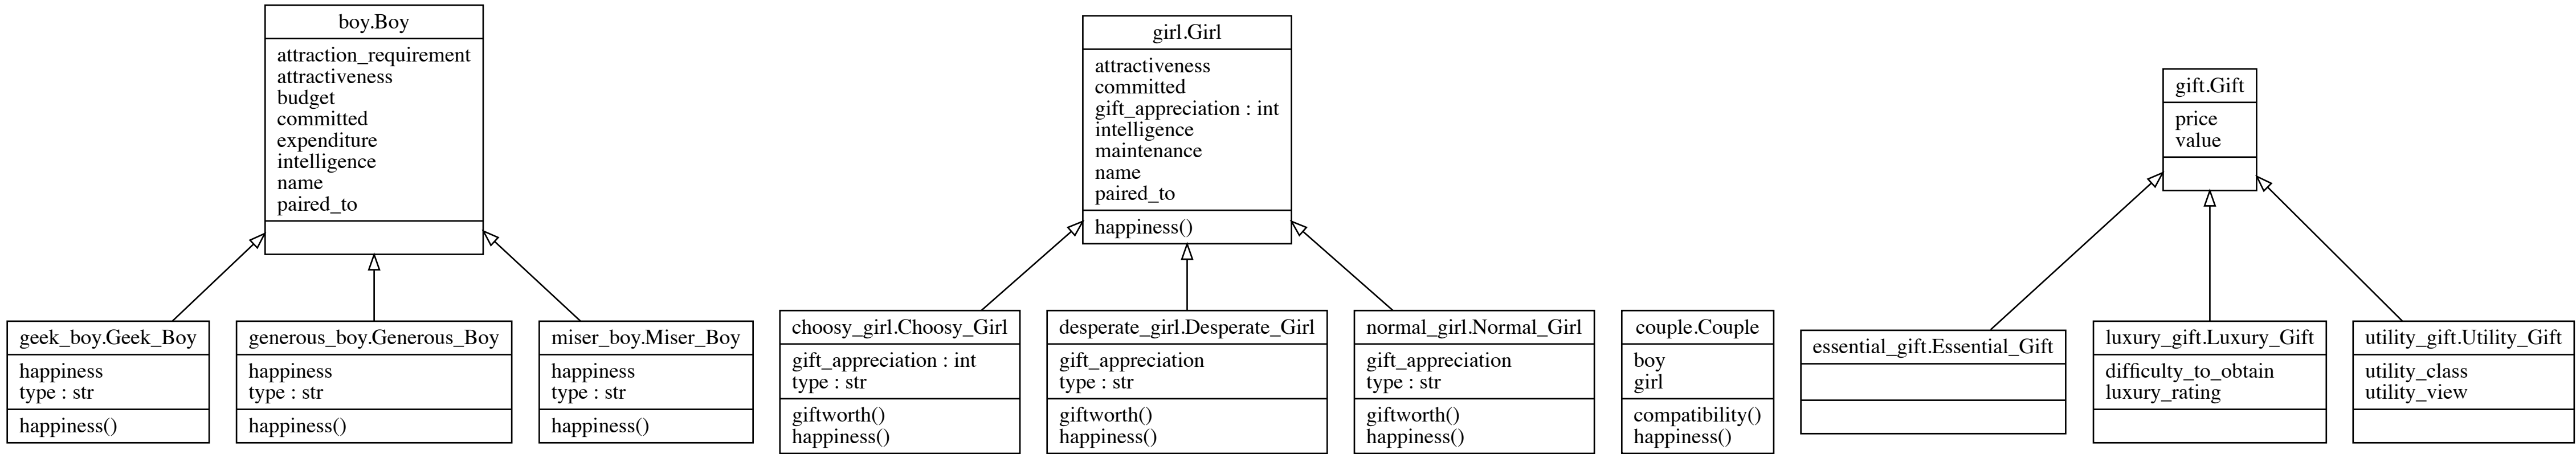 boy.Boy
attraction_requirement
attractiveness
budget
committed
expenditure
intelligence
name
paired_to
girl.Girl
attractiveness
committed
gift_appreciation : int
intelligence
maintenance
name
paired_to
happiness()
gift.Gift
price
value
geek_boy.Geek_Boy
happiness
type : str
happiness()
generous_boy.Generous_Boy
happiness
type : str
happiness()
miser_boy.Miser_Boy
happiness
type : str
happiness()
choosy_girl.Choosy_Girl
gift_appreciation : int
type : str
giftworth()
happiness()
desperate_girl.Desperate_Girl
gift_appreciation
type : str
giftworth()
happiness()
normal_girl.Normal_Girl
gift_appreciation
type : str
giftworth()
happiness()
couple.Couple
boy
girl
compatibility()
happiness()
essential_gift.Essential_Gift
luxury_gift.Luxury_Gift
difficulty_to_obtain
luxury_rating
utility_gift.Utility_Gift
utility_class
utility_view